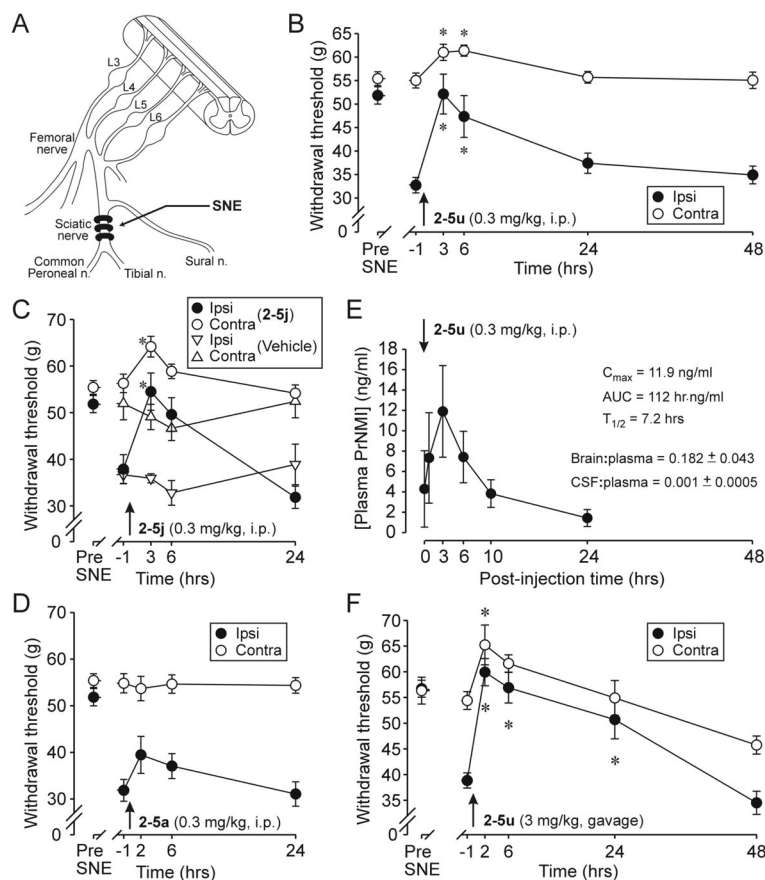 A
L3
L4
L5
L6
Femoral
nerve
SNE
Sciatic
nerve
Common
Peroneal n.
Tibial n.
Sural n.
B
Withdrawal threshold (g)
65
60
55
50
45
40
35
30
0
*
*
*
*
2-5u (0.3 mg/kg, i.p.)
Ipsi
Contra
Pre
SNE
-1 3 6 24 48
Time (hrs)
C
Withdrawal threshold (g)
70
60
50
40
30
0
Ipsi
Contra (2-5j)
Ipsi
Contra (Vehicle)
*
*
2-5j (0.3 mg/kg, i.p.)
Pre
SNE
-1 3 6 24
Time (hrs)
E
2-5u (0.3 mg/kg, i.p.)
[Plasma PrNMI] (ng/ml)
18
16
14
12
10
8
6
4
2
0
Cmax = 11.9 ng/ml
AUC = 112 hr·ng/ml
T1/2 = 7.2 hrs
Brain:plasma = 0.182 ± 0.043
CSF:plasma = 0.001 ± 0.0005
0 3 6 10 24 48
Post-injection time (hrs)
D
Withdrawal threshold (g)
70
60
50
40
30
0
Ipsi
Contra
2-5a (0.3 mg/kg, i.p.)
Pre
SNE
-1 2 6 24
Time (hrs)
F
Withdrawal threshold (g)
70
65
60
55
50
45
40
35
0
Ipsi
Contra
*
*
*
*
2-5u (3 mg/kg, gavage)
Pre
SNE
-1 2 6 24 48
Time (hrs)